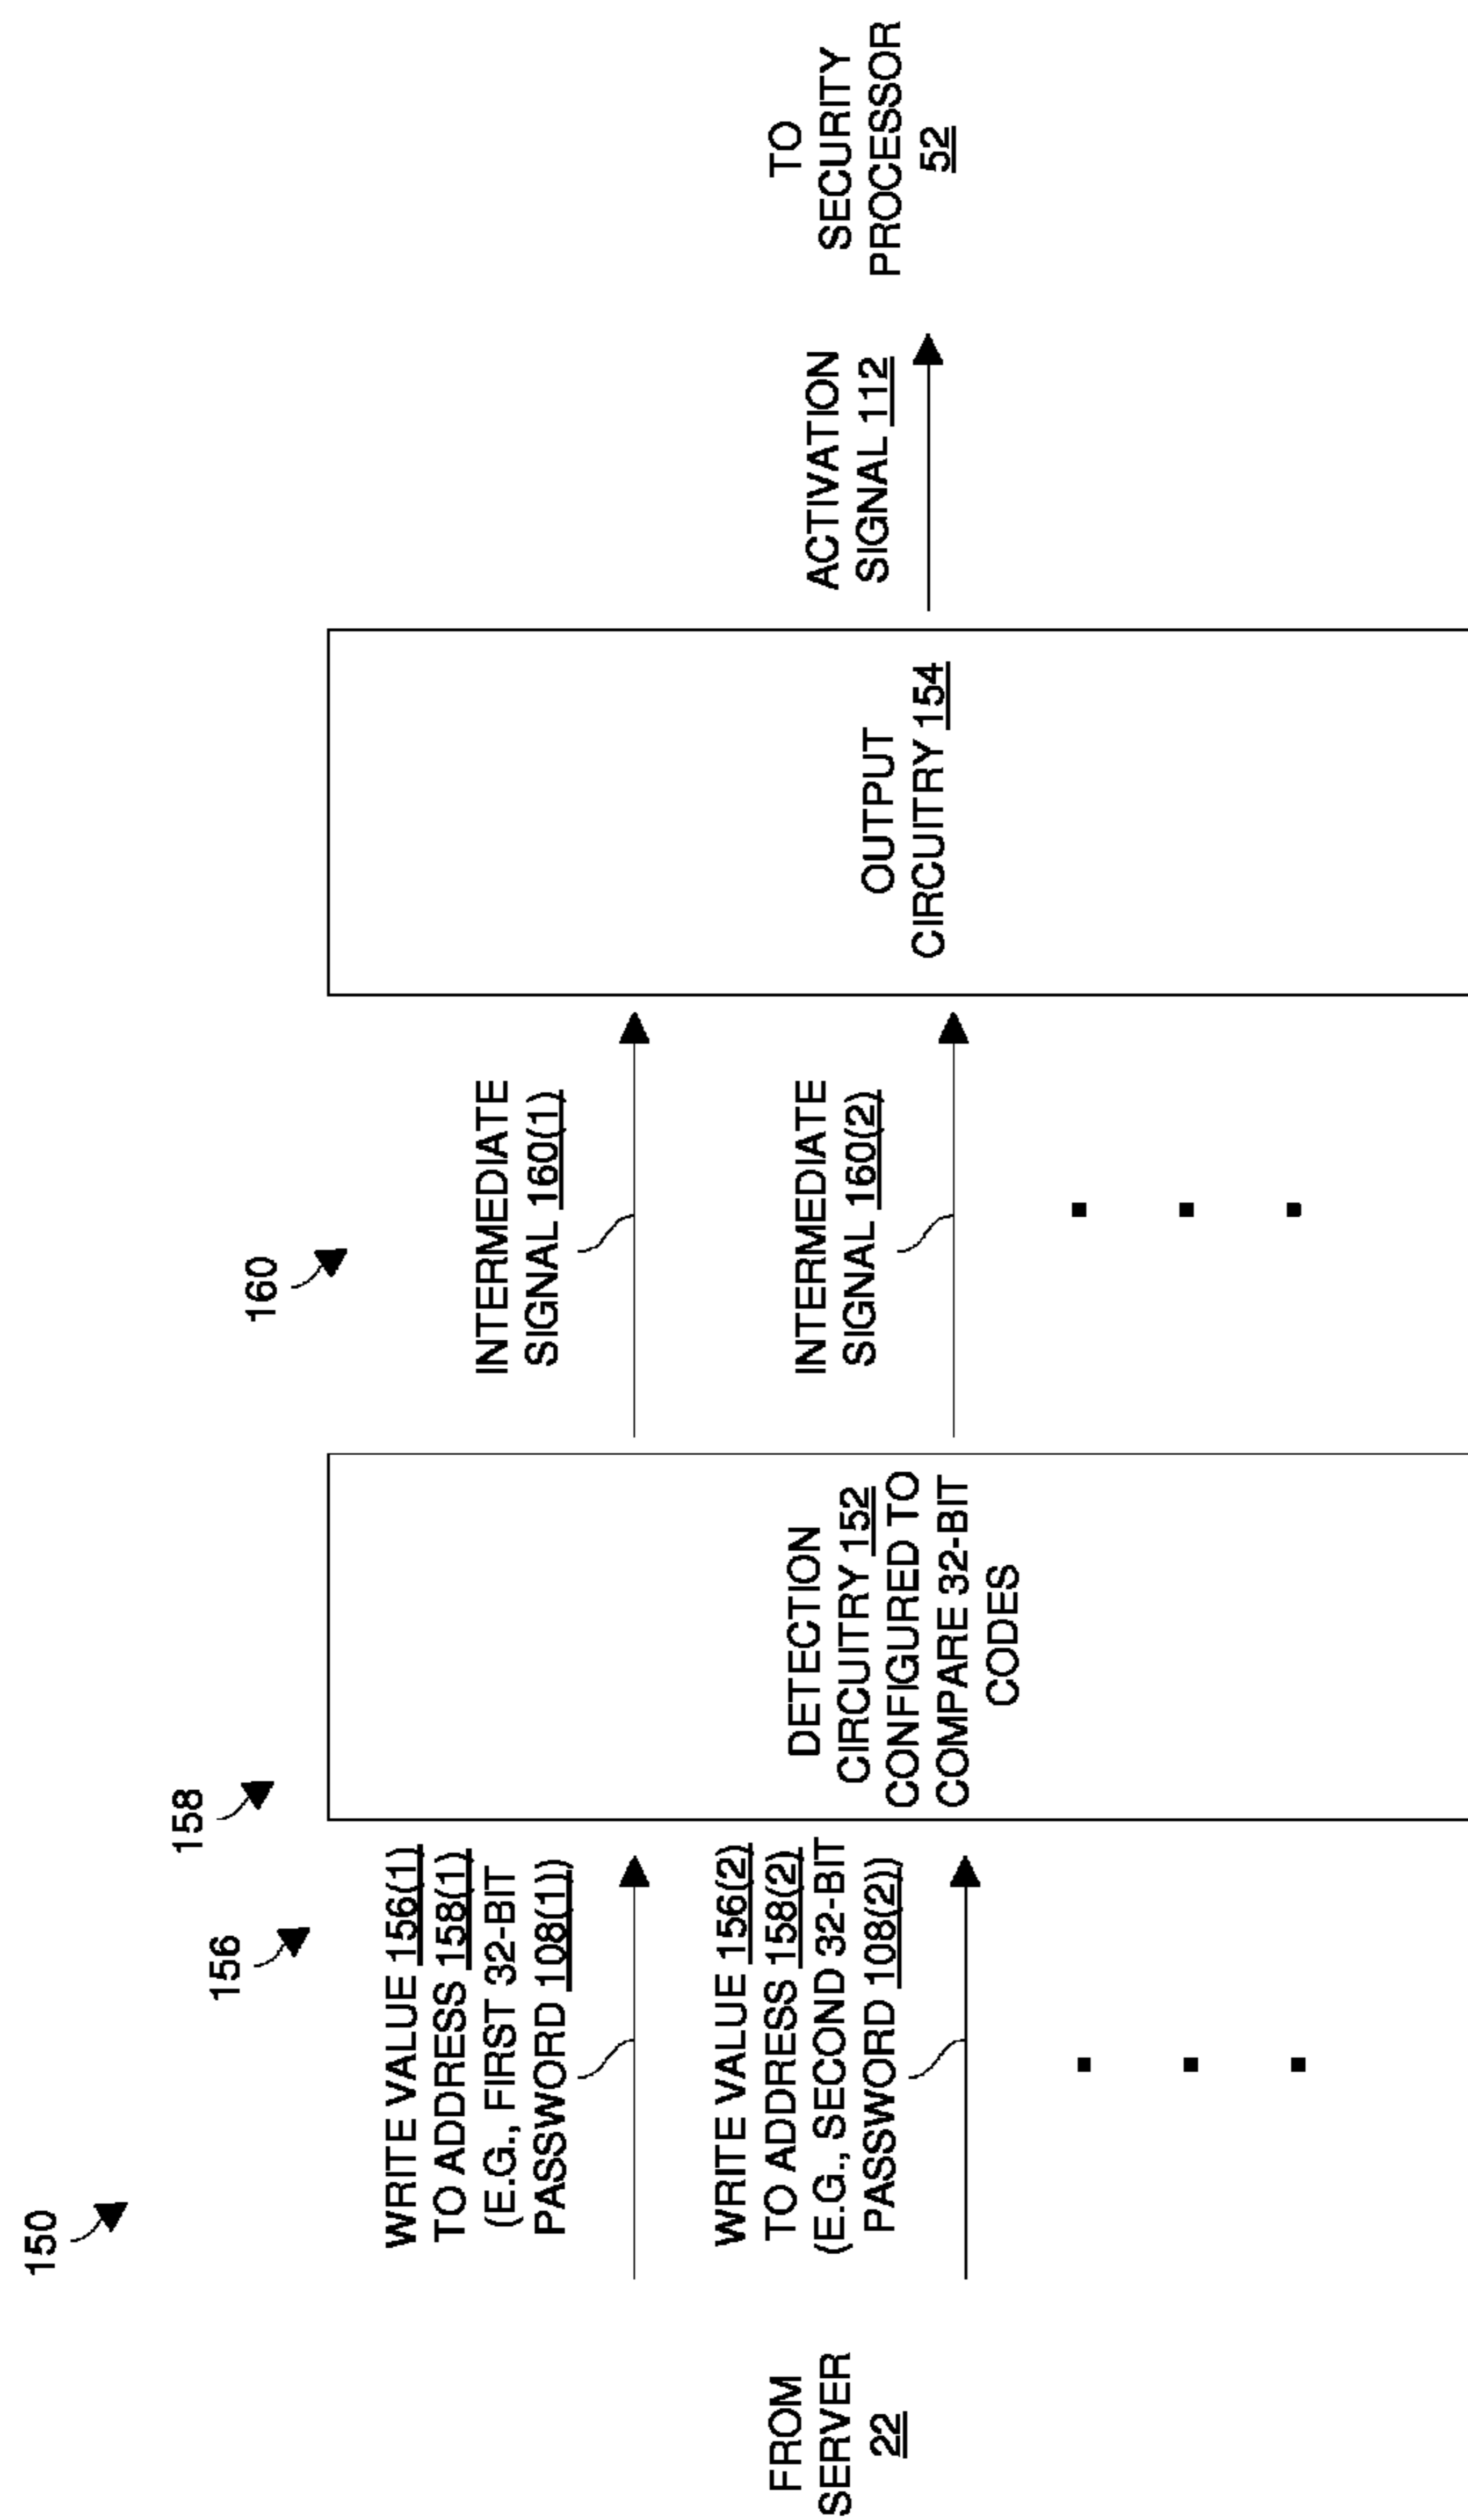 150
156
158
160
FROM
SERVER
22
WRITE VALUE 156(1)
TO ADDRESS 158(1)
(E.G., FIRST 32-BIT
PASSWORD 108(1))
WRITE VALUE 156(2)
TO ADDRESS 158(2)
(E.G., SECOND 32-BIT
PASSWORD 108(2))
DETECTION
CIRCUITRY 152
CONFIGURED TO
COMPARE 32-BIT
CODES
INTERMEDIATE
SIGNAL 160(1)
INTERMEDIATE
SIGNAL 160(2)
OUTPUT
CIRCUITRY 154
ACTIVATION
SIGNAL 112
TO
SECURITY
PROCESSOR
52